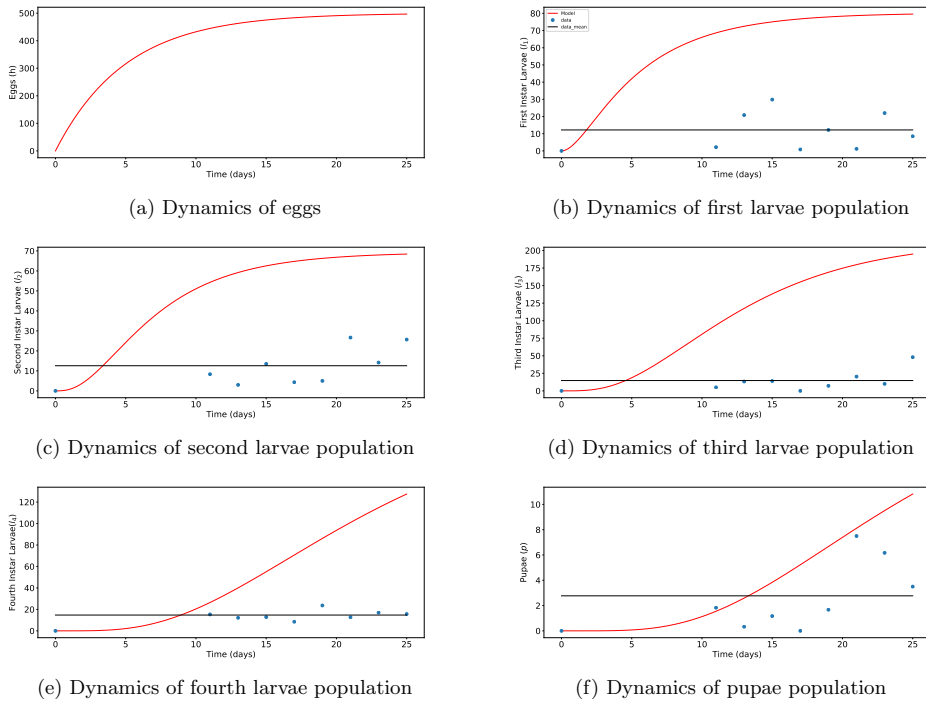 500
400
300
200
100
0
Eggs (h)
0 5 10 15 20 25
Time (days)
(a) Dynamics of eggs
80
70
60
50
40
30
20
10
0
First Instar Larvae (l₁)
Model
data
data_mean
0 5 10 15 20 25
Time (days)
(b) Dynamics of first larvae population
70
60
50
40
30
20
10
0
Second Instar Larvae (l₂)
0 5 10 15 20 25
Time (days)
(c) Dynamics of second larvae population
200
175
150
125
100
75
50
25
0
Third Instar Larvae (l₃)
0 5 10 15 20 25
Time (days)
(d) Dynamics of third larvae population
120
100
80
60
40
20
0
Fourth Instar Larvae(l₄)
0 5 10 15 20 25
Time (days)
(e) Dynamics of fourth larvae population
10
8
6
4
2
0
Pupae (p)
0 5 10 15 20 25
Time (days)
(f) Dynamics of pupae population